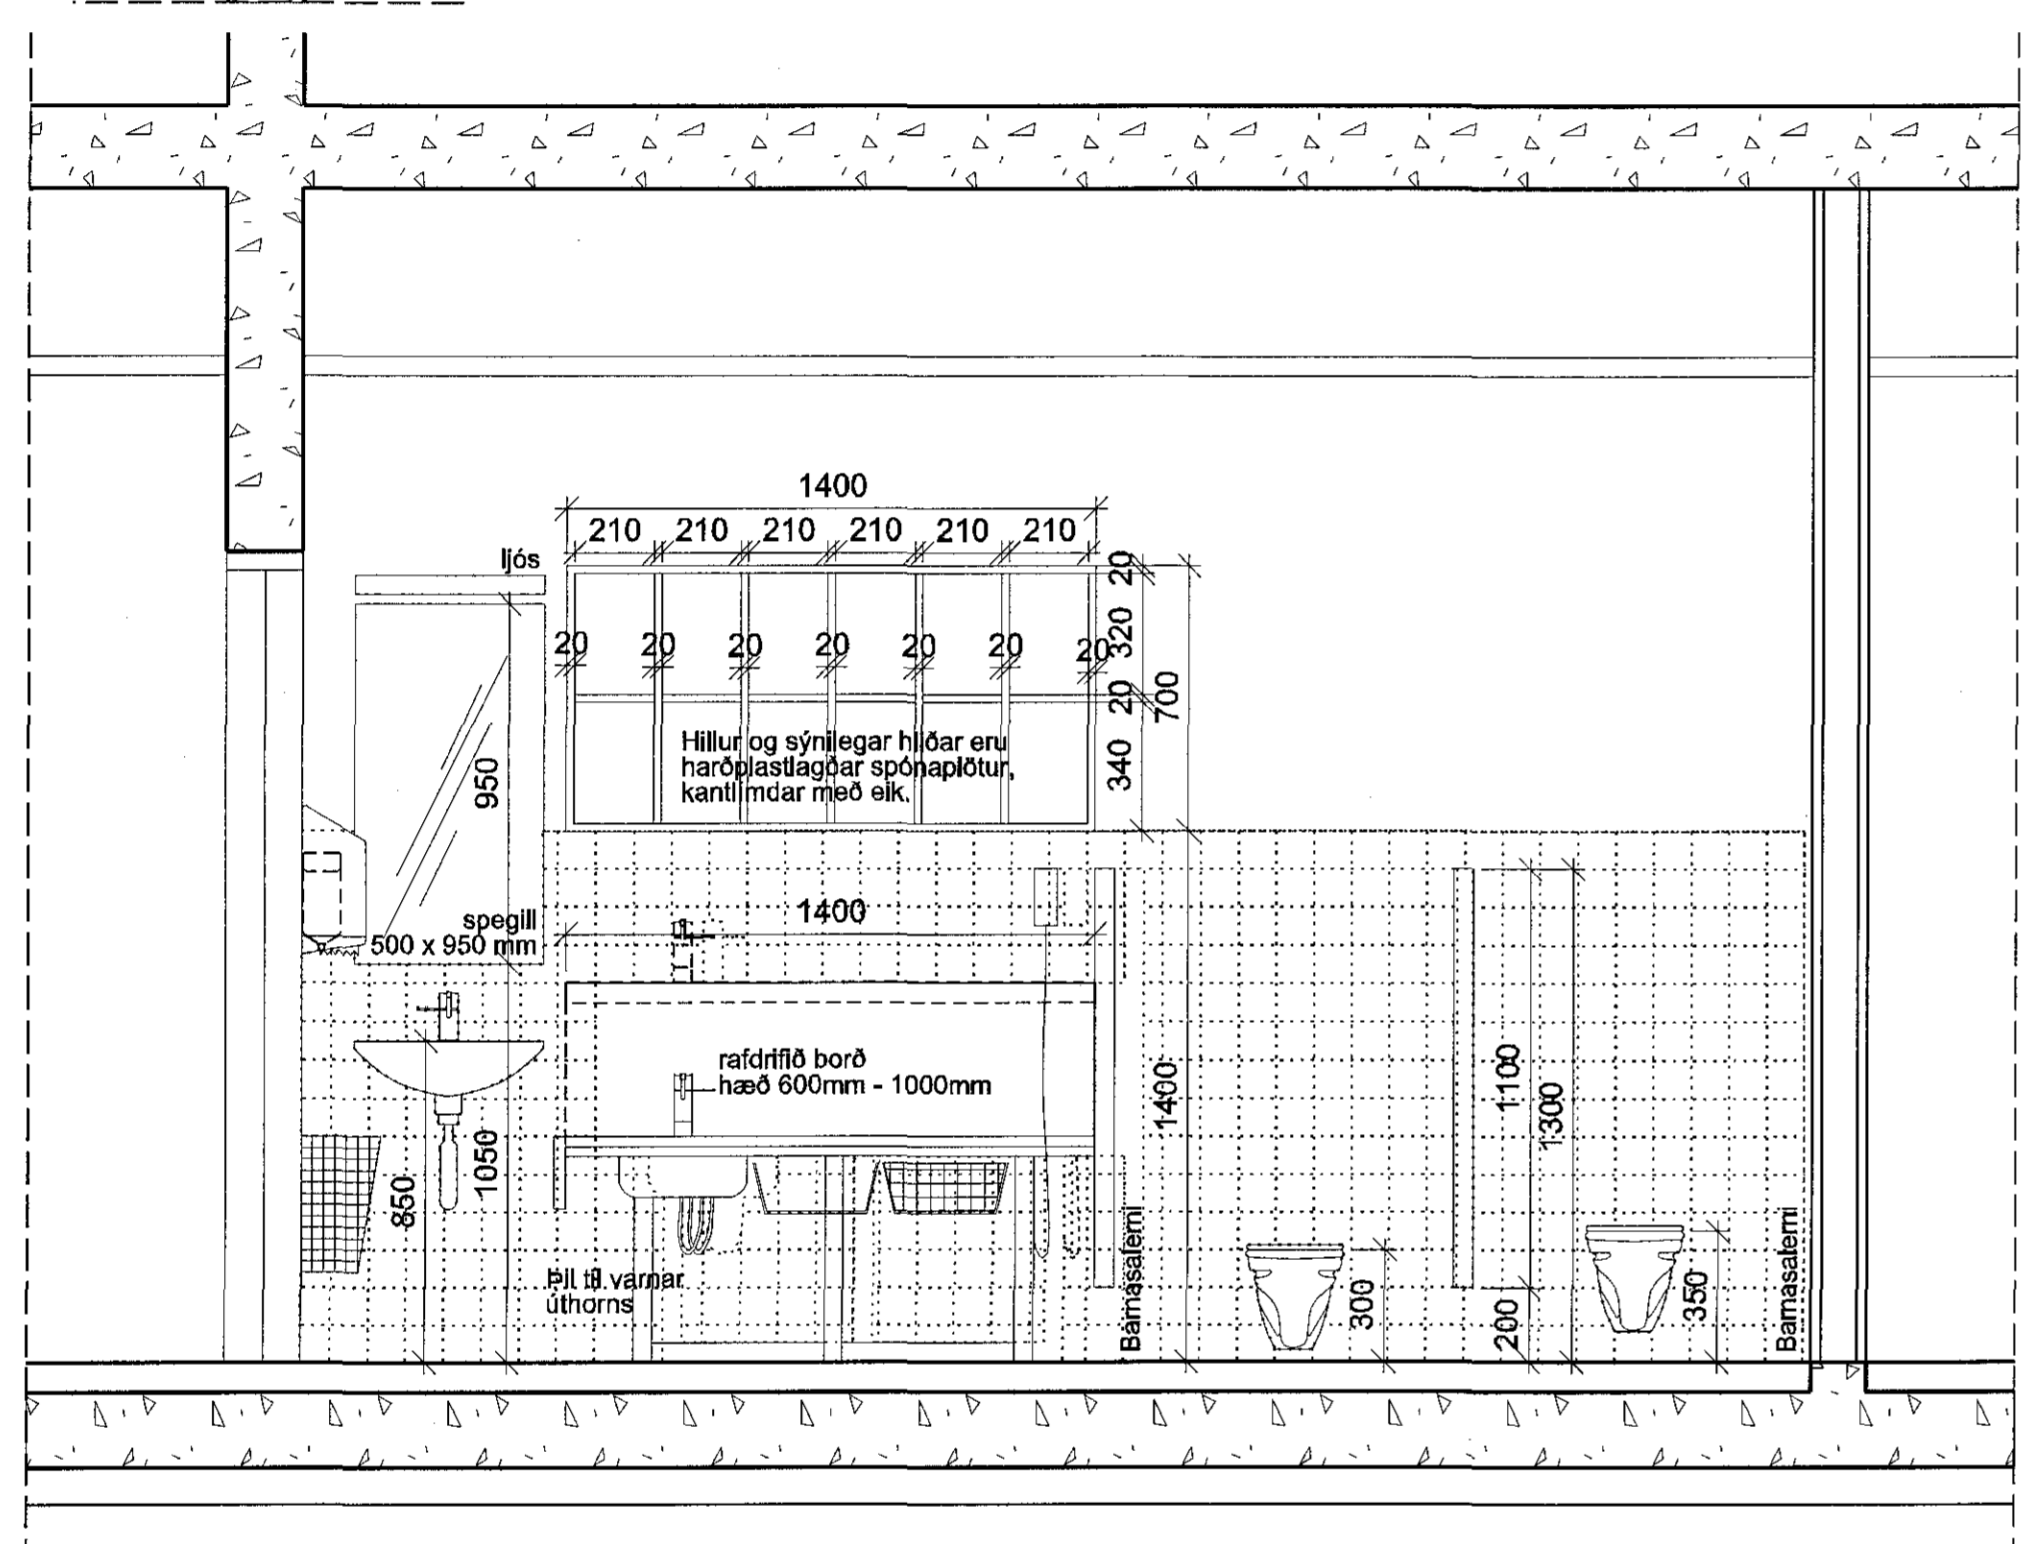 1400
210 210 210 210 210 210
ljós
20
320
20
340
700
20 20 20 20 20 20 20
Hillur og sýnilegar hliðar eru
harðplastlagðar spónaplötur,
kantlímdar með eik.
950
spegill
500 x 950 mm
1400
rafdrifið borð
hæð 600mm - 1000mm
850
1050
Þil til varnar
úthorns
1400
Barnasalerni
300
1100
1300
200
350
Barnasalerni